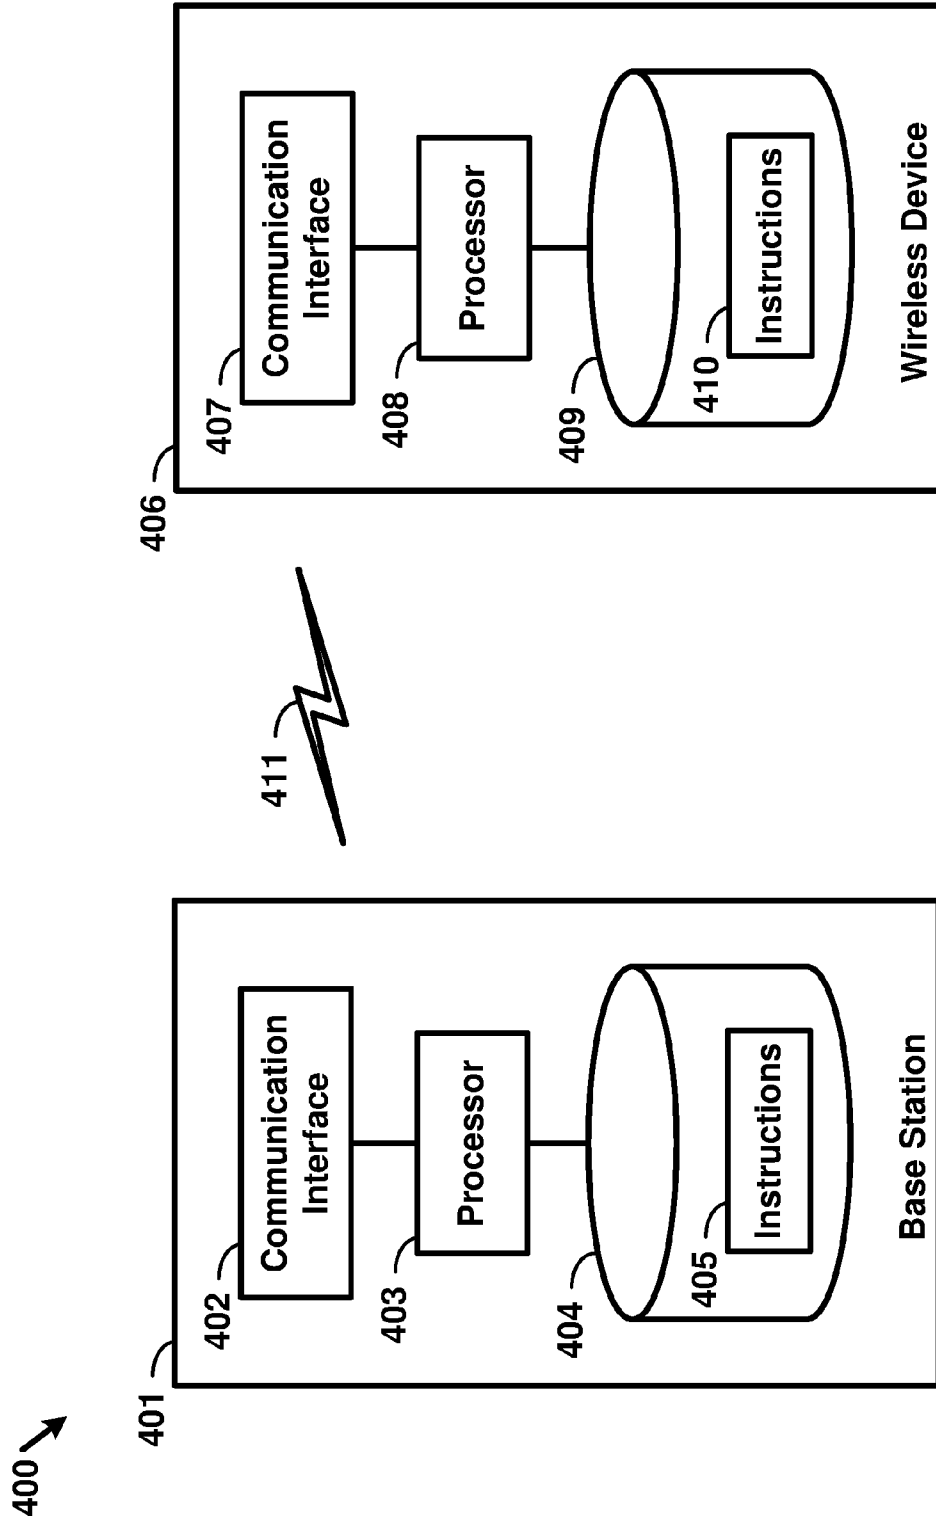 400
401
402
Communication
Interface
403
Processor
404
405
Instructions
Base Station
411
406
407
Communication
Interface
408
Processor
409
410
Instructions
Wireless Device